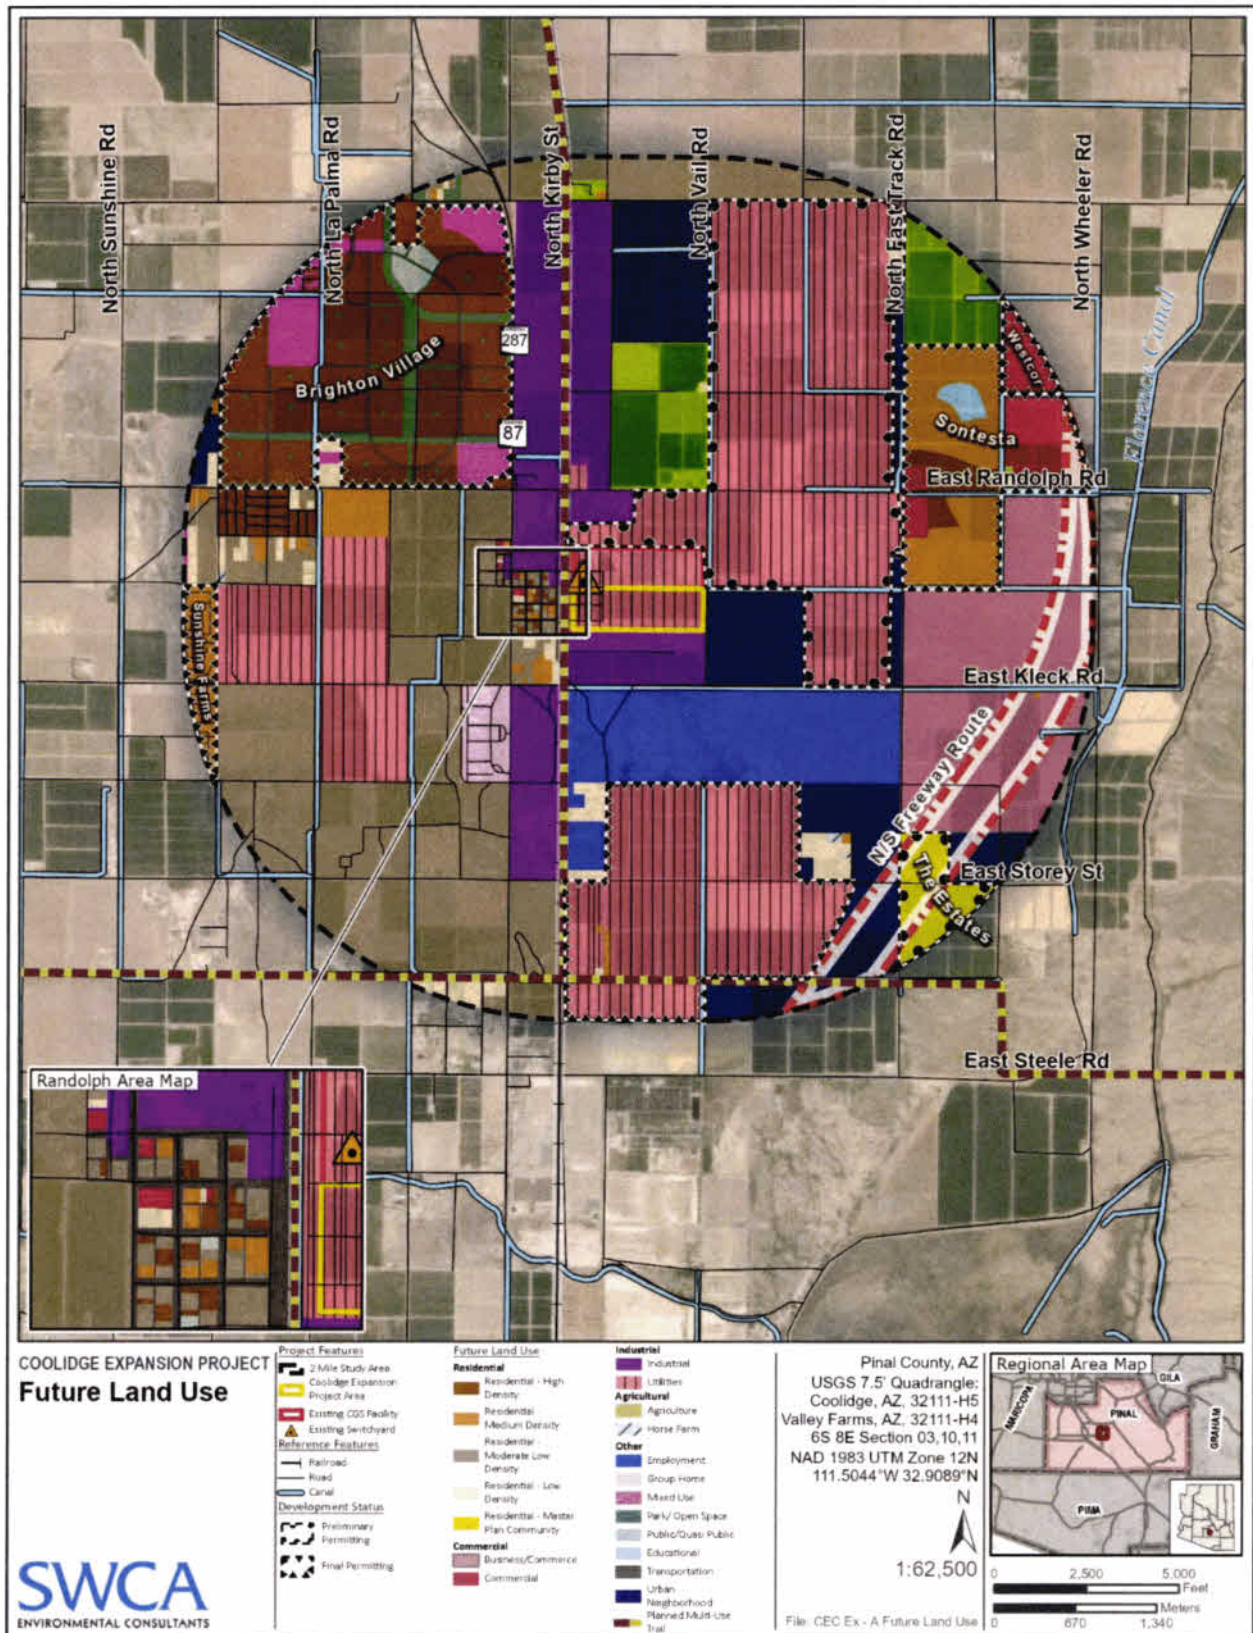 North Sunshine Rd
North La Palma Rd
North Kirby St
North Vail Rd
North Fast Track Rd
North Wheeler Rd
Florence Canal
287
87
Brighton Village
Westcor
Sontesta
East Randolph Rd
Sunshine Farms
East Kleck Rd
N/S Freeway Route
The Estates
East Storey St
East Steele Rd
Randolph Area Map
COOLIDGE EXPANSION PROJECT
Future Land Use
SWCA
ENVIRONMENTAL CONSULTANTS
Project Features
2 Mile Study Area
Coolidge Expansion
Project Area
Existing CGS Facility
Existing Switchyard
Reference Features
Railroad
Road
Canal
Development Status
Preliminary
Permitting
Final Permitting
Future Land Use
Residential
Residential - High
Density
Residential
Medium Density
Residential -
Moderate Low
Density
Residential - Low
Density
Residential - Master
Plan Community
Commercial
Business/Commerce
Commercial
Industrial
Industrial
Utilities
Agricultural
Agriculture
Horse Farm
Other
Employment
Group Home
Mixed Use
Park/ Open Space
Public/Quasi Public
Educational
Transportation
Urban
Neighborhood
Planned Multi-Use
Trail
Pinal County, AZ
USGS 7.5' Quadrangle:
Coolidge, AZ, 32111-H5
Valley Farms, AZ, 32111-H4
6S 8E Section 03,10,11
NAD 1983 UTM Zone 12N
111.5044°W 32.9089°N
N
1:62,500
File: CEC Ex - A Future Land Use
Regional Area Map
MARICOPA
GILA
PINAL
GRAHAM
PIMA
0 2,500 5,000
Feet
Meters
0 670 1,340